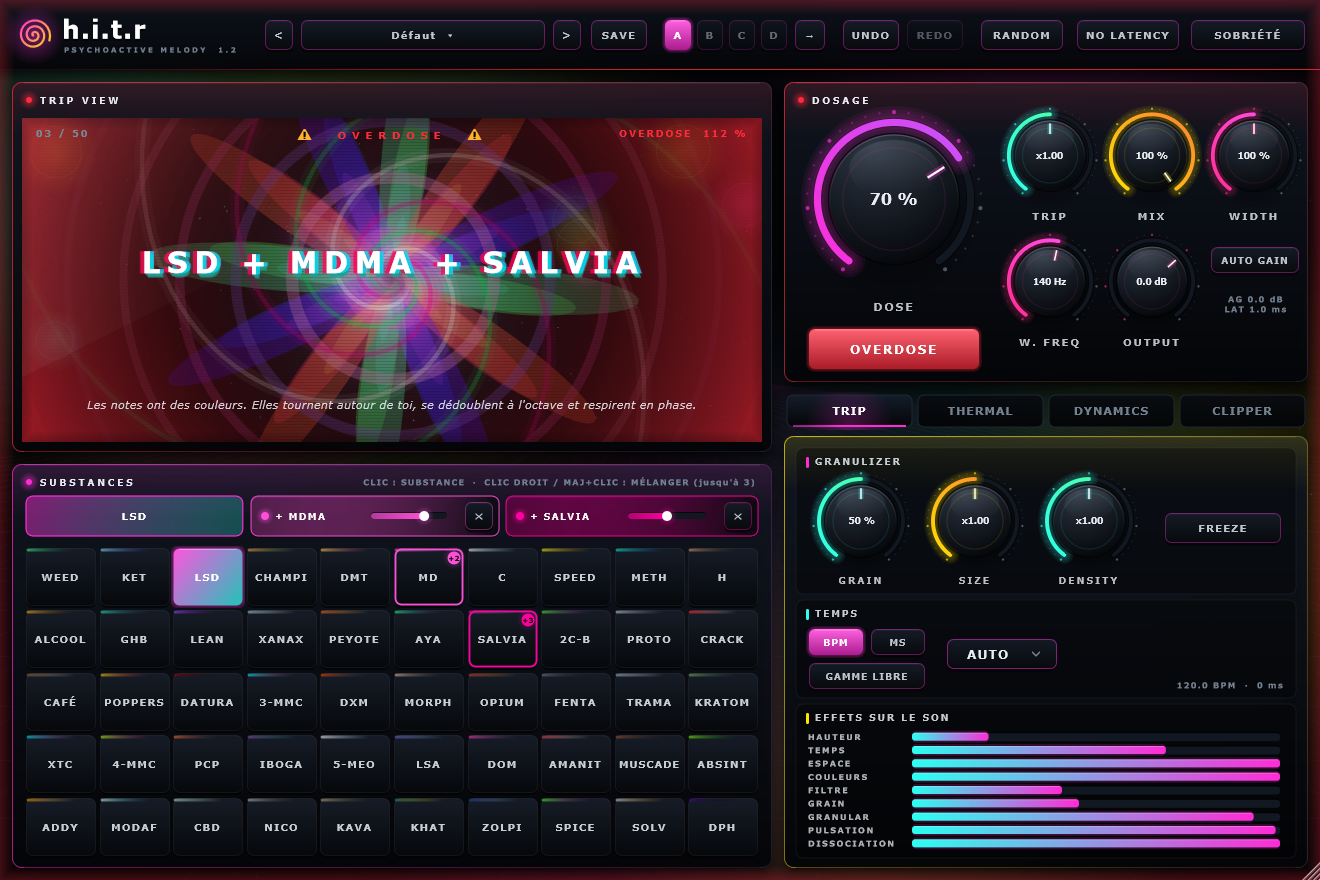 h.i.t.r
PSYCHOACTIVE MELODY 1.2
<
Défaut
>
SAVE
A
B
C
D
→
UNDO
REDO
RANDOM
NO LATENCY
SOBRIÉTÉ
TRIP VIEW
03 / 50
OVERDOSE
OVERDOSE 112 %
LSD + MDMA + SALVIA
Les notes ont des couleurs. Elles tournent autour de toi, se dédoublent à l'octave et respirent en phase.
SUBSTANCES
CLIC : SUBSTANCE · CLIC DROIT / MAJ+CLIC : MÉLANGER (jusqu'à 3)
LSD
+ MDMA
×
+ SALVIA
×
WEED
KET
LSD
CHAMPI
DMT
MD
+2
C
SPEED
METH
H
ALCOOL
GHB
LEAN
XANAX
PEYOTE
AYA
SALVIA
+3
2C-B
PROTO
CRACK
CAFÉ
POPPERS
DATURA
3-MMC
DXM
MORPH
OPIUM
FENTA
TRAMA
KRATOM
XTC
4-MMC
PCP
IBOGA
5-MEO
LSA
DOM
AMANIT
MUSCADE
ABSINT
ADDY
MODAF
CBD
NICO
KAVA
KHAT
ZOLPI
SPICE
SOLV
DPH
DOSAGE
70 %
DOSE
OVERDOSE
x1.00
TRIP
100 %
MIX
100 %
WIDTH
140 Hz
W. FREQ
0.0 dB
OUTPUT
AUTO GAIN
AG 0.0 dB
LAT 1.0 ms
TRIP
THERMAL
DYNAMICS
CLIPPER
GRANULIZER
50 %
GRAIN
x1.00
SIZE
x1.00
DENSITY
FREEZE
TEMPS
BPM
MS
GAMME LIBRE
AUTO
120.0 BPM · 0 ms
EFFETS SUR LE SON
HAUTEUR
TEMPS
ESPACE
COULEURS
FILTRE
GRAIN
GRANULAR
PULSATION
DISSOCIATION